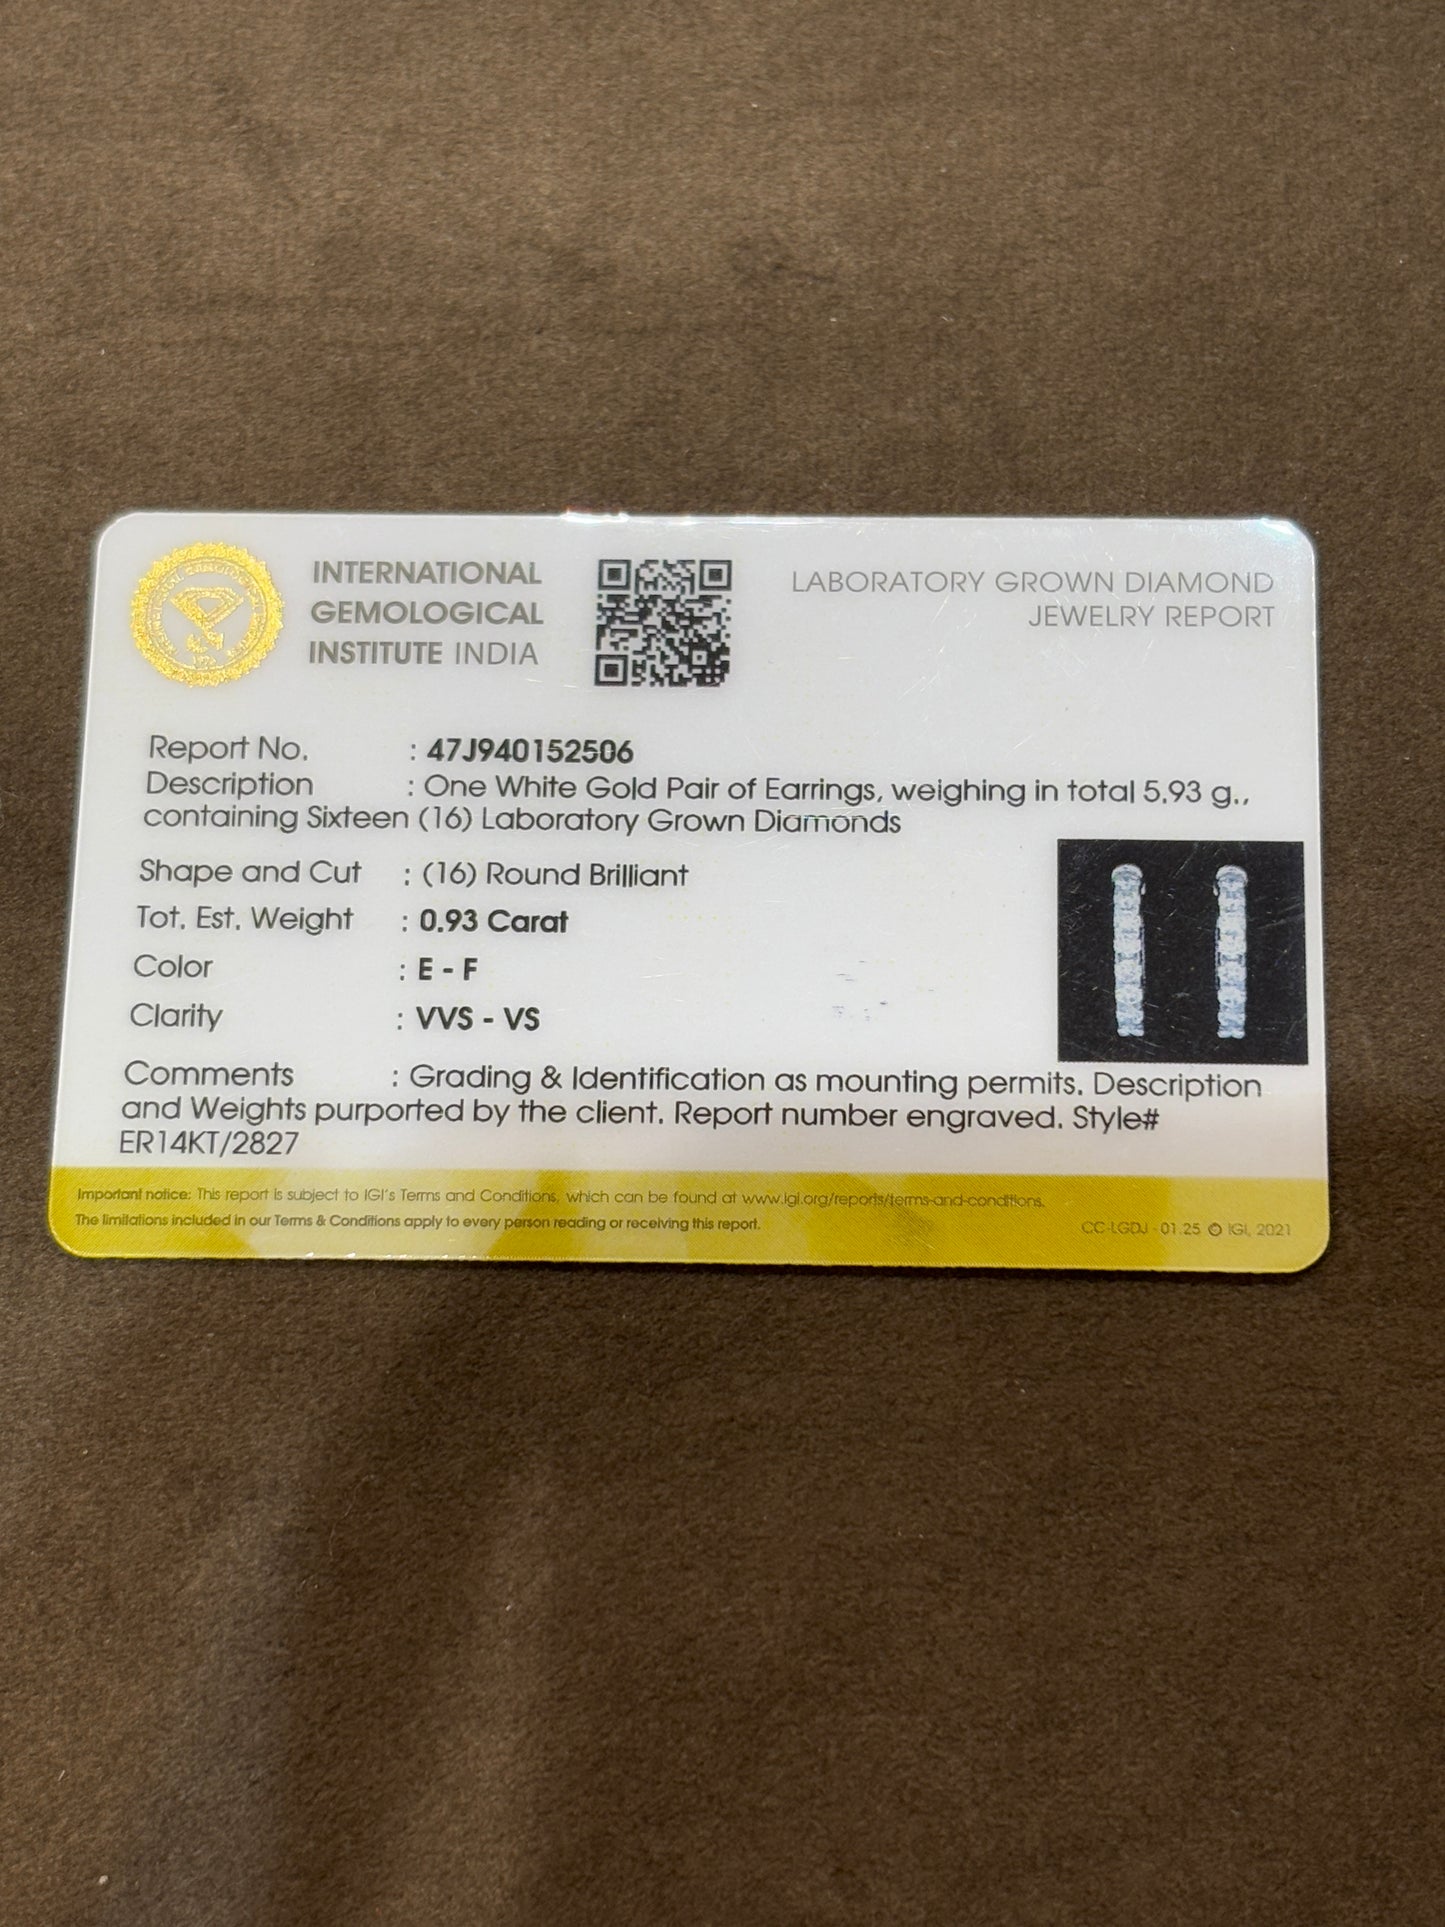 INTERNATIONAL
GEMOLOGICAL
INSTITUTE INDIA
LABORATORY GROWN DIAMOND
JEWELRY REPORT
Report No. : 47J940152506
Description : One White Gold Pair of Earrings, weighing in total 5.93 g.,
containing Sixteen (16) Laboratory Grown Diamonds
Shape and Cut : (16) Round Brilliant
Tot. Est. Weight : 0.93 Carat
Color : E - F
Clarity : VVS - VS
Comments : Grading & Identification as mounting permits. Description
and Weights purported by the client. Report number engraved. Style#
ER14KT/2827
Important notice: This report is subject to IGI's Terms and Conditions, which can be found at www.igi.org/reports/terms-and-conditions.
The limitations included in our Terms & Conditions apply to every person reading or receiving this report.
CC-LGDJ - 01.25 © IGI, 2021